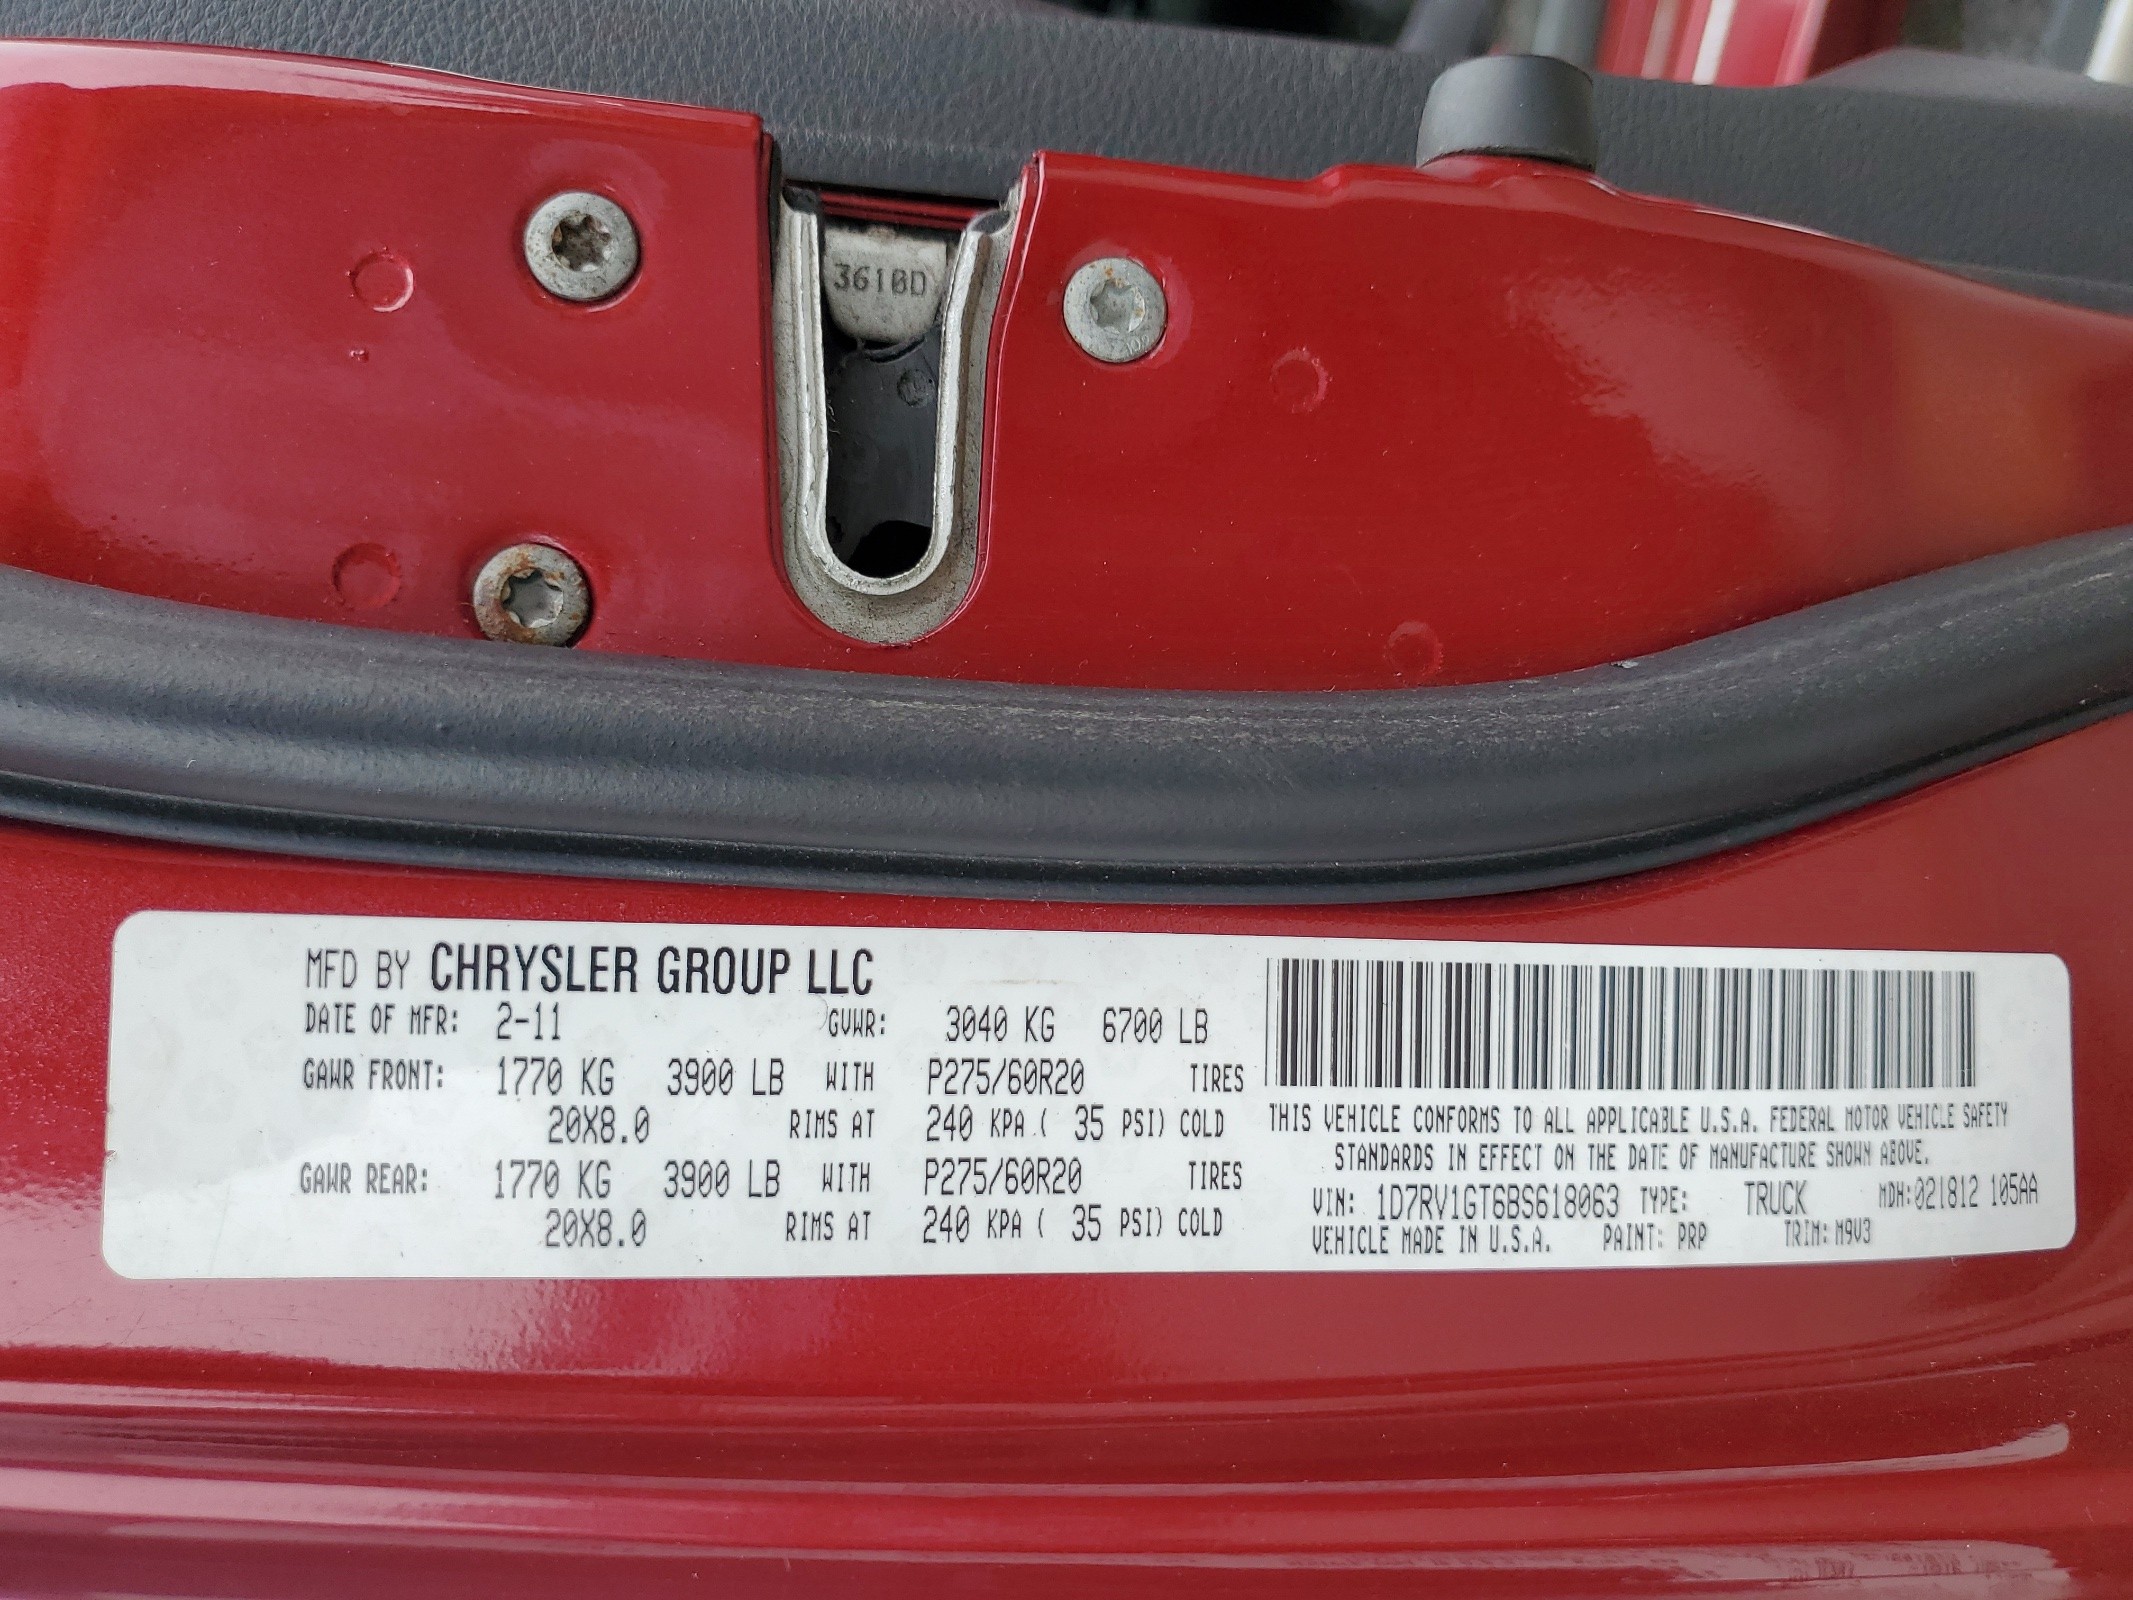 3610D
MFD BY CHRYSLER GROUP LLC
DATE OF MFR: 2-11 GVWR: 3040 KG 6700 LB
GAWR FRONT: 1770 KG 3900 LB WITH P275/60R20 TIRES
20X8.0 RIMS AT 240 KPA ( 35 PSI) COLD
GAWR REAR: 1770 KG 3900 LB WITH P275/60R20 TIRES
20X8.0 RIMS AT 240 KPA ( 35 PSI) COLD
THIS VEHICLE CONFORMS TO ALL APPLICABLE U.S.A. FEDERAL MOTOR VEHICLE SAFETY
STANDARDS IN EFFECT ON THE DATE OF MANUFACTURE SHOWN ABOVE.
VIN: 1D7RV1GT6BS618063 TYPE: TRUCK MDH:021812 105AA
VEHICLE MADE IN U.S.A. PAINT: PRP TRIM: M9V3